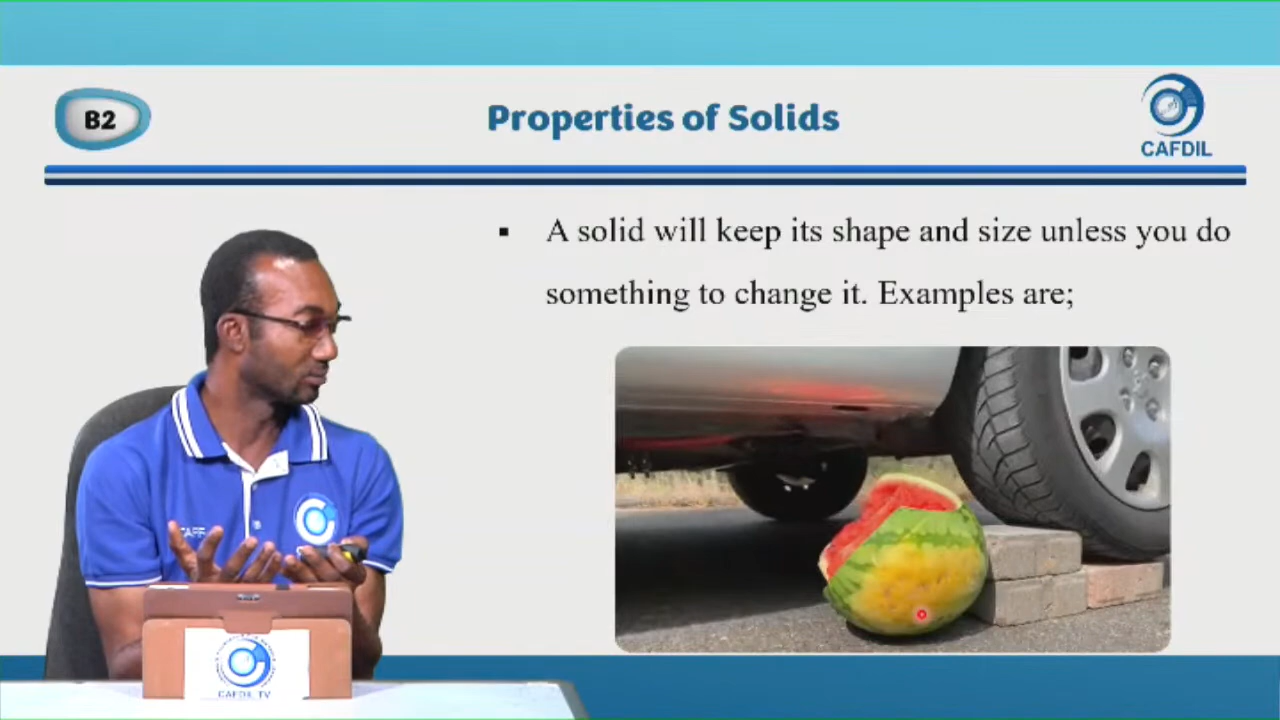 B2
Properties of Solids
CAFDIL
▪ A solid will keep its shape and size unless you do
something to change it. Examples are;
CAFDIL TV